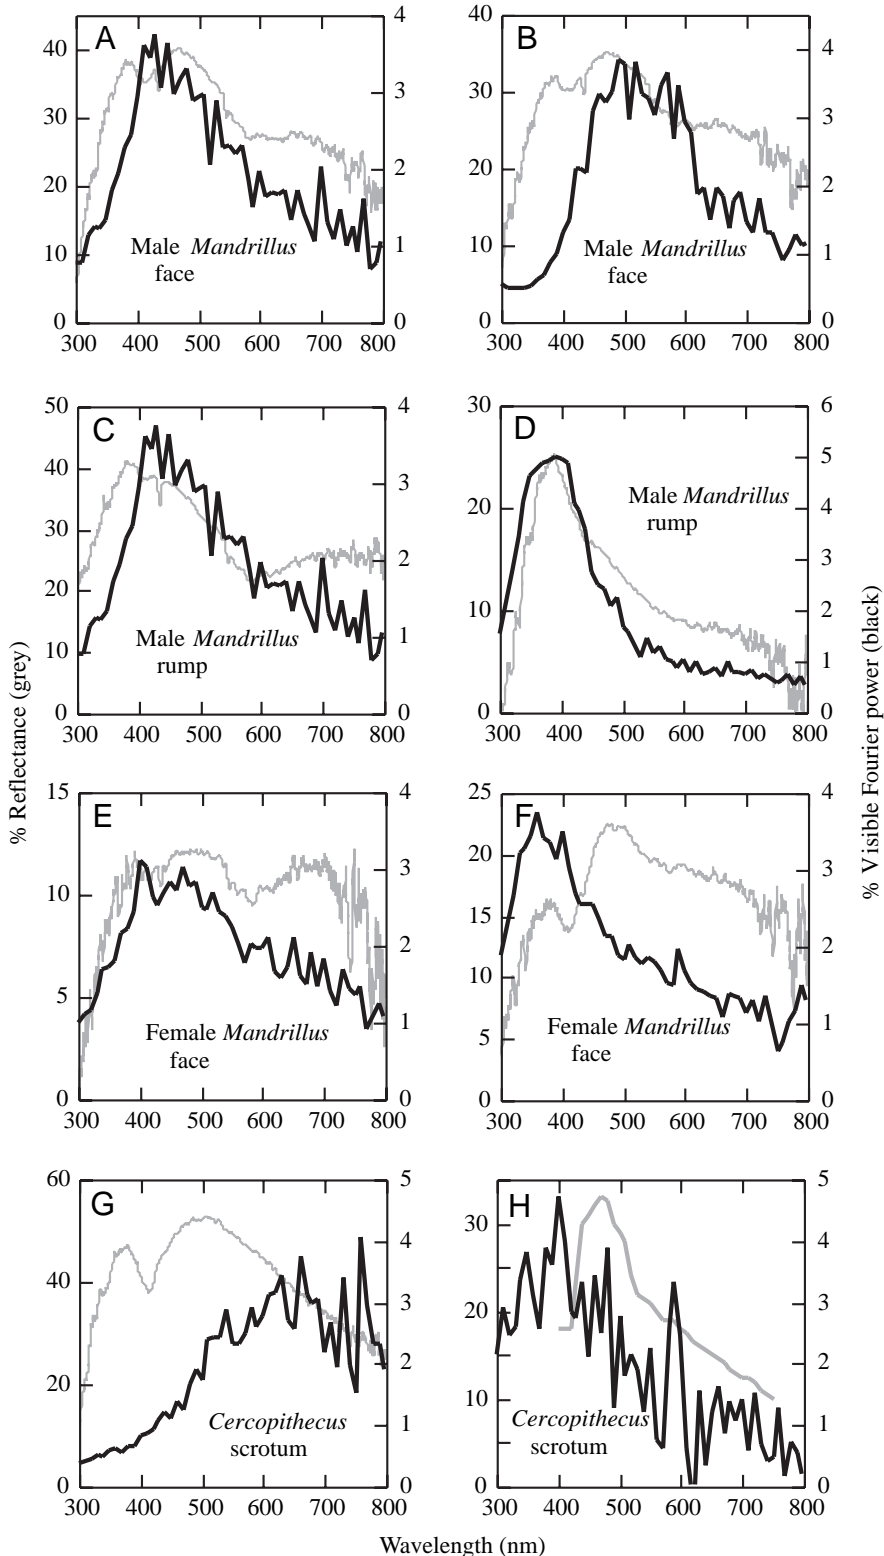 A
40
30
20
10
0
4
3
2
1
0
Male Mandrillus
face
300 400 500 600 700 800
B
40
30
20
10
0
4
3
2
1
0
Male Mandrillus
face
300 400 500 600 700 800
C
50
40
30
20
10
0
4
3
2
1
0
Male Mandrillus
rump
300 400 500 600 700 800
D
30
20
10
0
6
5
4
3
2
1
0
Male Mandrillus
rump
300 400 500 600 700 800
E
15
10
5
0
4
3
2
1
0
Female Mandrillus
face
300 400 500 600 700 800
F
25
20
15
10
5
0
4
3
2
1
0
Female Mandrillus
face
300 400 500 600 700 800
G
60
40
20
0
5
4
3
2
1
0
Cercopithecus
scrotum
300 400 500 600 700 800
H
30
20
10
0
5
4
3
2
1
0
Cercopithecus
scrotum
300 400 500 600 700 800
% Reflectance (grey)
% Visible Fourier power (black)
Wavelength (nm)